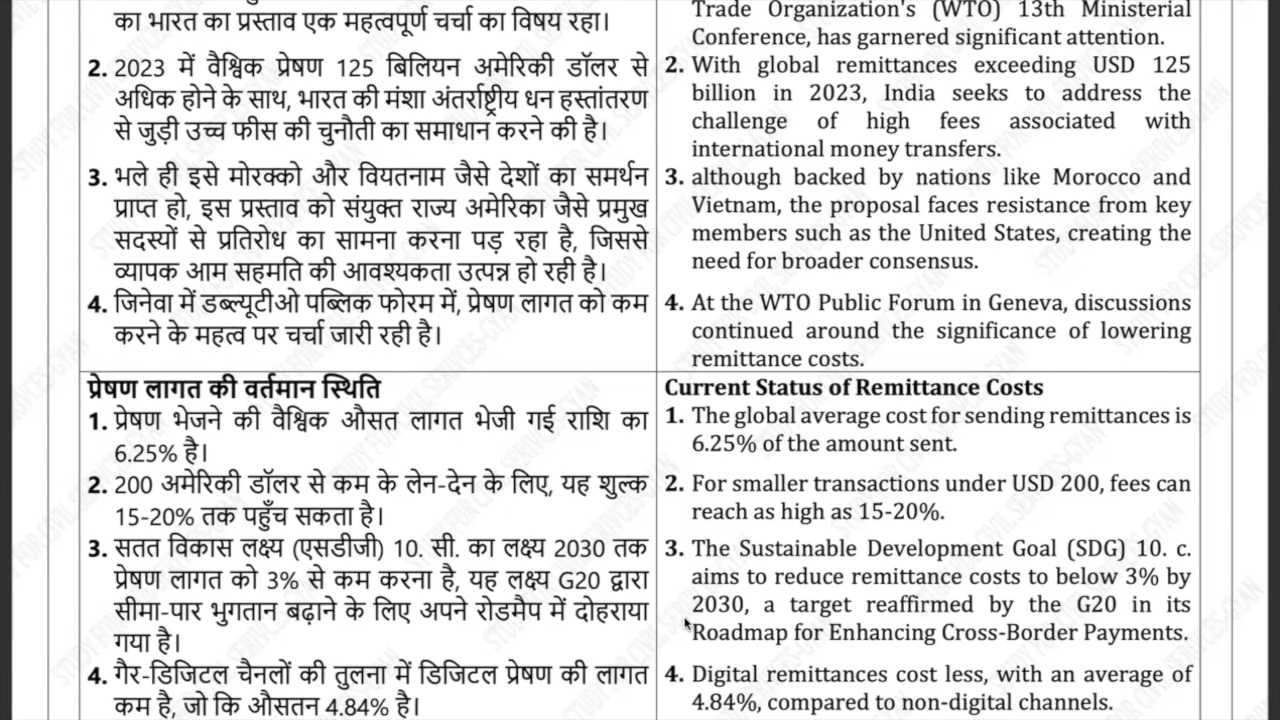 का भारत का प्रस्ताव एक महत्वपूर्ण चर्चा का विषय रहा।
2. 2023 में वैश्विक प्रेषण 125 बिलियन अमेरिकी डॉलर से
अधिक होने के साथ, भारत की मंशा अंतर्राष्ट्रीय धन हस्तांतरण
से जुड़ी उच्च फीस की चुनौती का समाधान करने की है।
3. भले ही इसे मोरक्को और वियतनाम जैसे देशों का समर्थन
प्राप्त हो, इस प्रस्ताव को संयुक्त राज्य अमेरिका जैसे प्रमुख
सदस्यों से प्रतिरोध का सामना करना पड़ रहा है, जिससे
व्यापक आम सहमति की आवश्यकता उत्पन्न हो रही है।
4. जिनेवा में डब्ल्यूटीओ पब्लिक फोरम में, प्रेषण लागत को कम
करने के महत्व पर चर्चा जारी रही है।
Trade Organization's (WTO) 13th Ministerial
Conference, has garnered significant attention.
2. With global remittances exceeding USD 125
billion in 2023, India seeks to address the
challenge of high fees associated with
international money transfers.
3. although backed by nations like Morocco and
Vietnam, the proposal faces resistance from key
members such as the United States, creating the
need for broader consensus.
4. At the WTO Public Forum in Geneva, discussions
continued around the significance of lowering
remittance costs.
प्रेषण लागत की वर्तमान स्थिति
1. प्रेषण भेजने की वैश्विक औसत लागत भेजी गई राशि का
6.25% है।
2. 200 अमेरिकी डॉलर से कम के लेन-देन के लिए, यह शुल्क
15-20% तक पहुँच सकता है।
3. सतत विकास लक्ष्य (एसडीजी) 10. सी. का लक्ष्य 2030 तक
प्रेषण लागत को 3% से कम करना है, यह लक्ष्य G20 द्वारा
सीमा-पार भुगतान बढ़ाने के लिए अपने रोडमैप में दोहराया
गया है।
4. गैर-डिजिटल चैनलों की तुलना में डिजिटल प्रेषण की लागत
कम है, जो कि औसतन 4.84% है।
Current Status of Remittance Costs
1. The global average cost for sending remittances is
6.25% of the amount sent.
2. For smaller transactions under USD 200, fees can
reach as high as 15-20%.
3. The Sustainable Development Goal (SDG) 10. c.
aims to reduce remittance costs to below 3% by
2030, a target reaffirmed by the G20 in its
Roadmap for Enhancing Cross-Border Payments.
4. Digital remittances cost less, with an average of
4.84%, compared to non-digital channels.